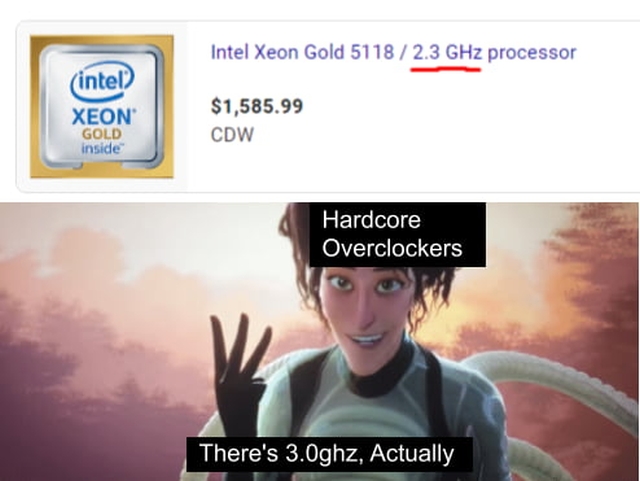 Intel Xeon Gold 5118 / 2.3 GHz processor
intel
XEON®
GOLD
inside™
$1,585.99
CDW
Hardcore
Overclockers
There's 3.0ghz, Actually